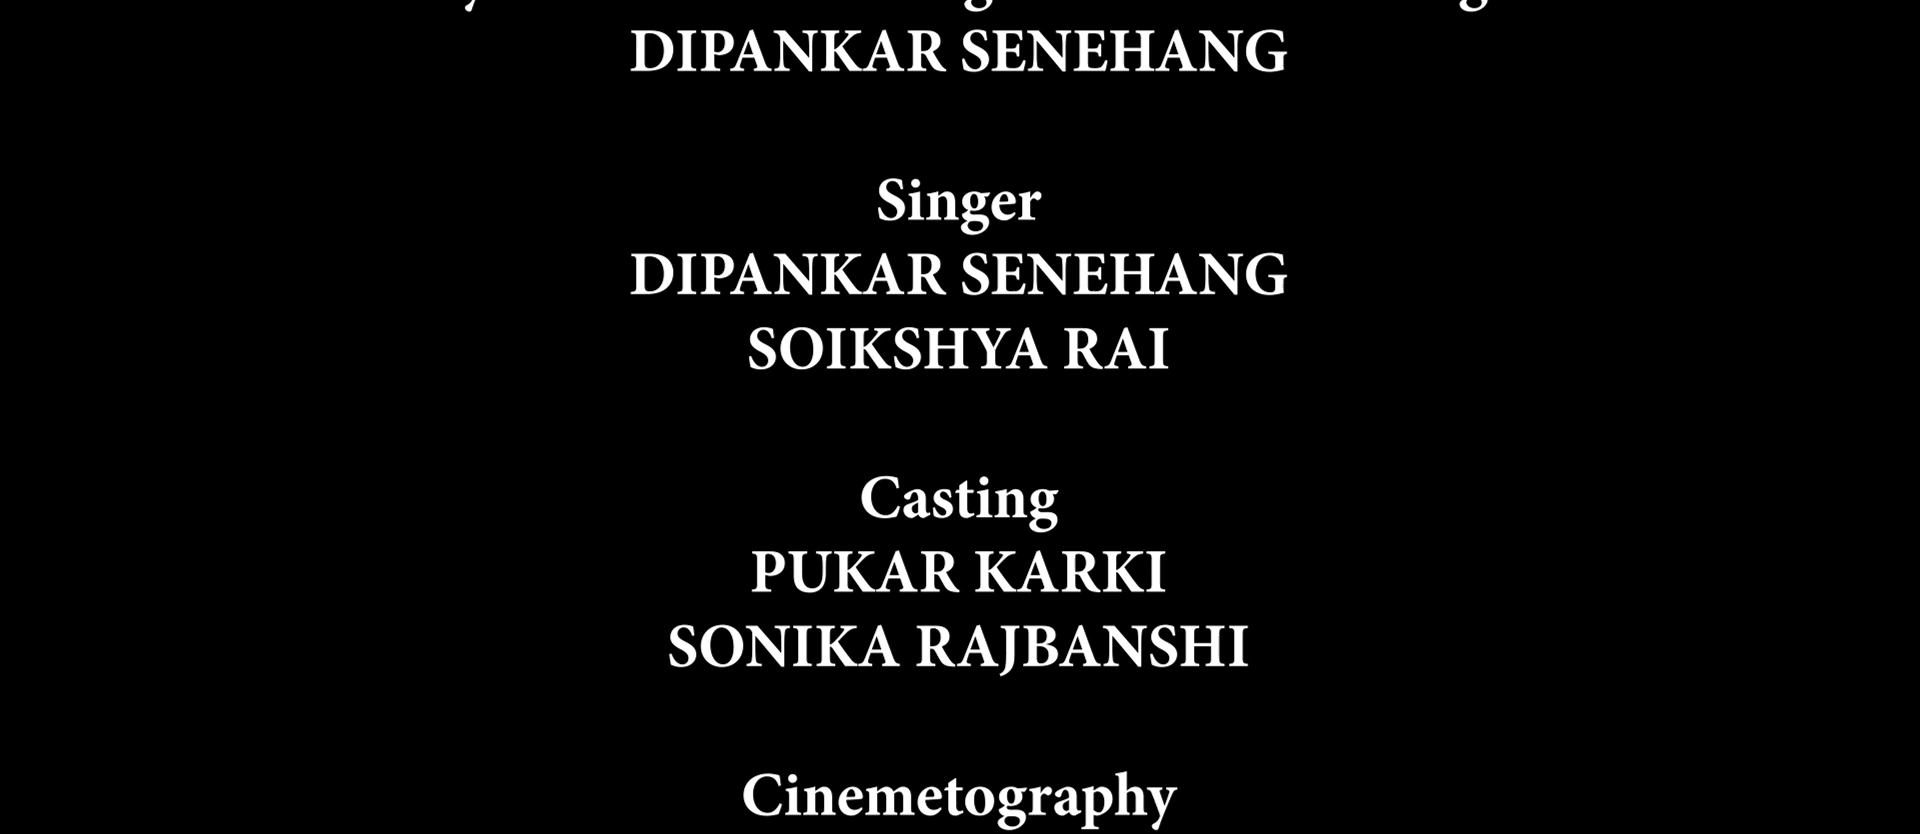 DIPANKAR SENEHANG
Singer
DIPANKAR SENEHANG
SOIKSHYA RAI
Casting
PUKAR KARKI
SONIKA RAJBANSHI
Cinemetography